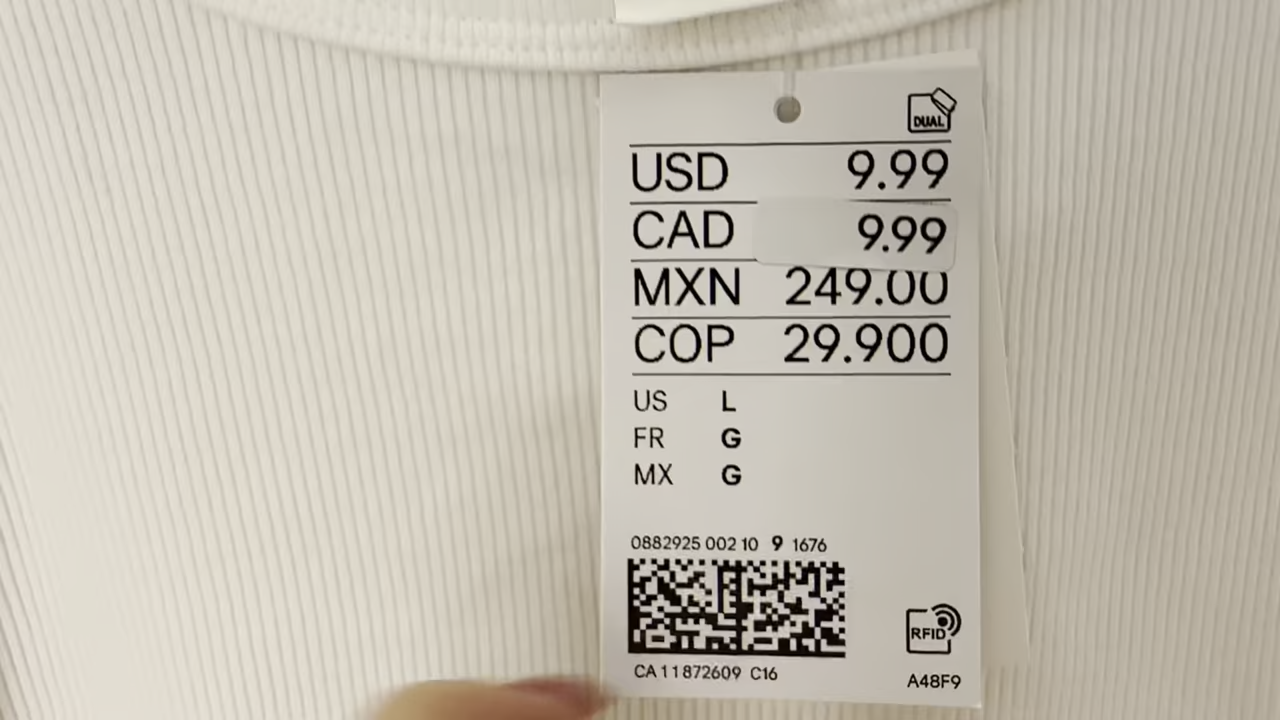 DUAL
USD 9.99
CAD 9.99
MXN 249.00
COP 29.900
US L
FR G
MX G
0882925 002 10 9 1676
RFID
CA 11872609 C16
A48F9